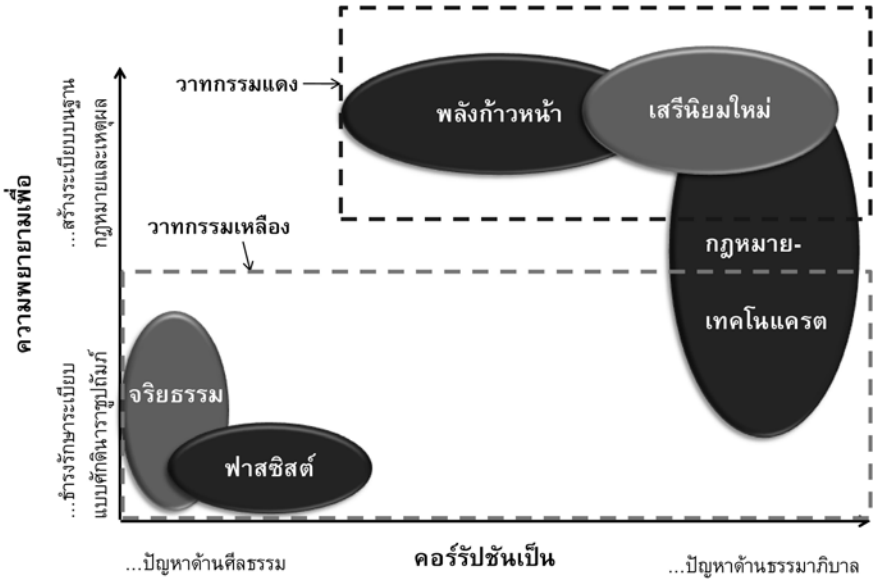 วาทกรรมแดง
พลังก้าวหน้า
เสรีนิยมใหม่
ความพยายามเพื่อ
...สร้างระเบียบบนฐาน
กฎหมายและเหตุผล
วาทกรรมเหลือง
กฎหมาย-
เทคโนแครต
...ธำรงรักษาระเบียบ
แบบศักดินาราชูปถัมภ์
จริยธรรม
ฟาสซิสต์
...ปัญหาด้านศีลธรรม
คอร์รัปชันเป็น
...ปัญหาด้านธรรมาภิบาล